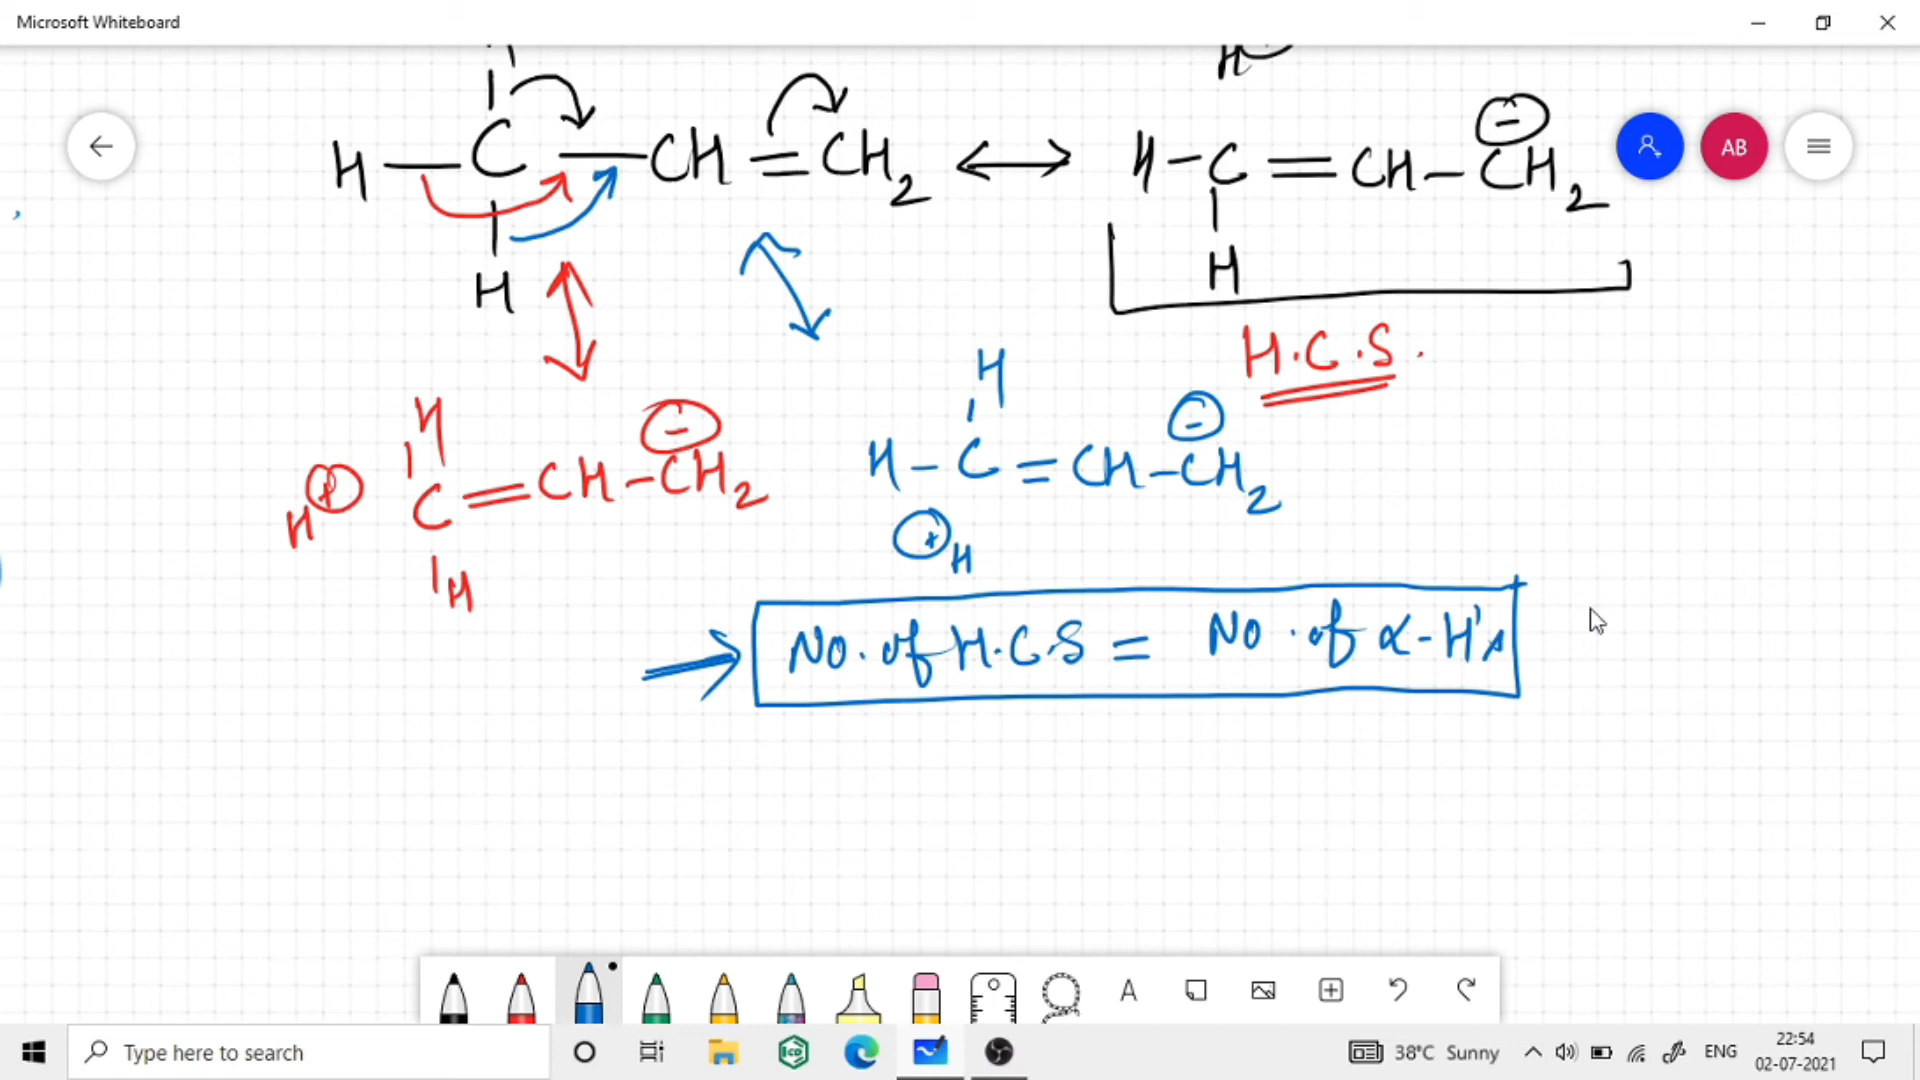 Microsoft Whiteboard
H
H — C — CH = CH2 ↔ H - C = CH - CH2
⊖
AB
H
H
H.C.S.
H
H⊕ C = CH - CH2
⊖
H
H
H - C = CH - CH2
⊖
⊕H
No. of H.C.S = No. of α-H's
A
Type here to search
38°C Sunny
ENG
22:54
02-07-2021